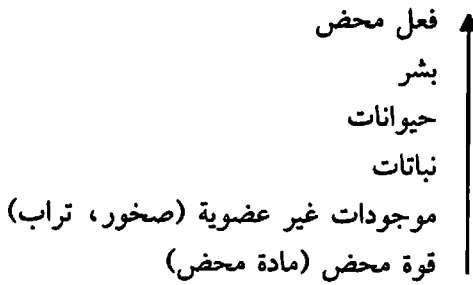 فعل محض
بشر
حيوانات
نباتات
موجودات غير عضوية (صخور، تراب)
قوة محض (مادة محض)